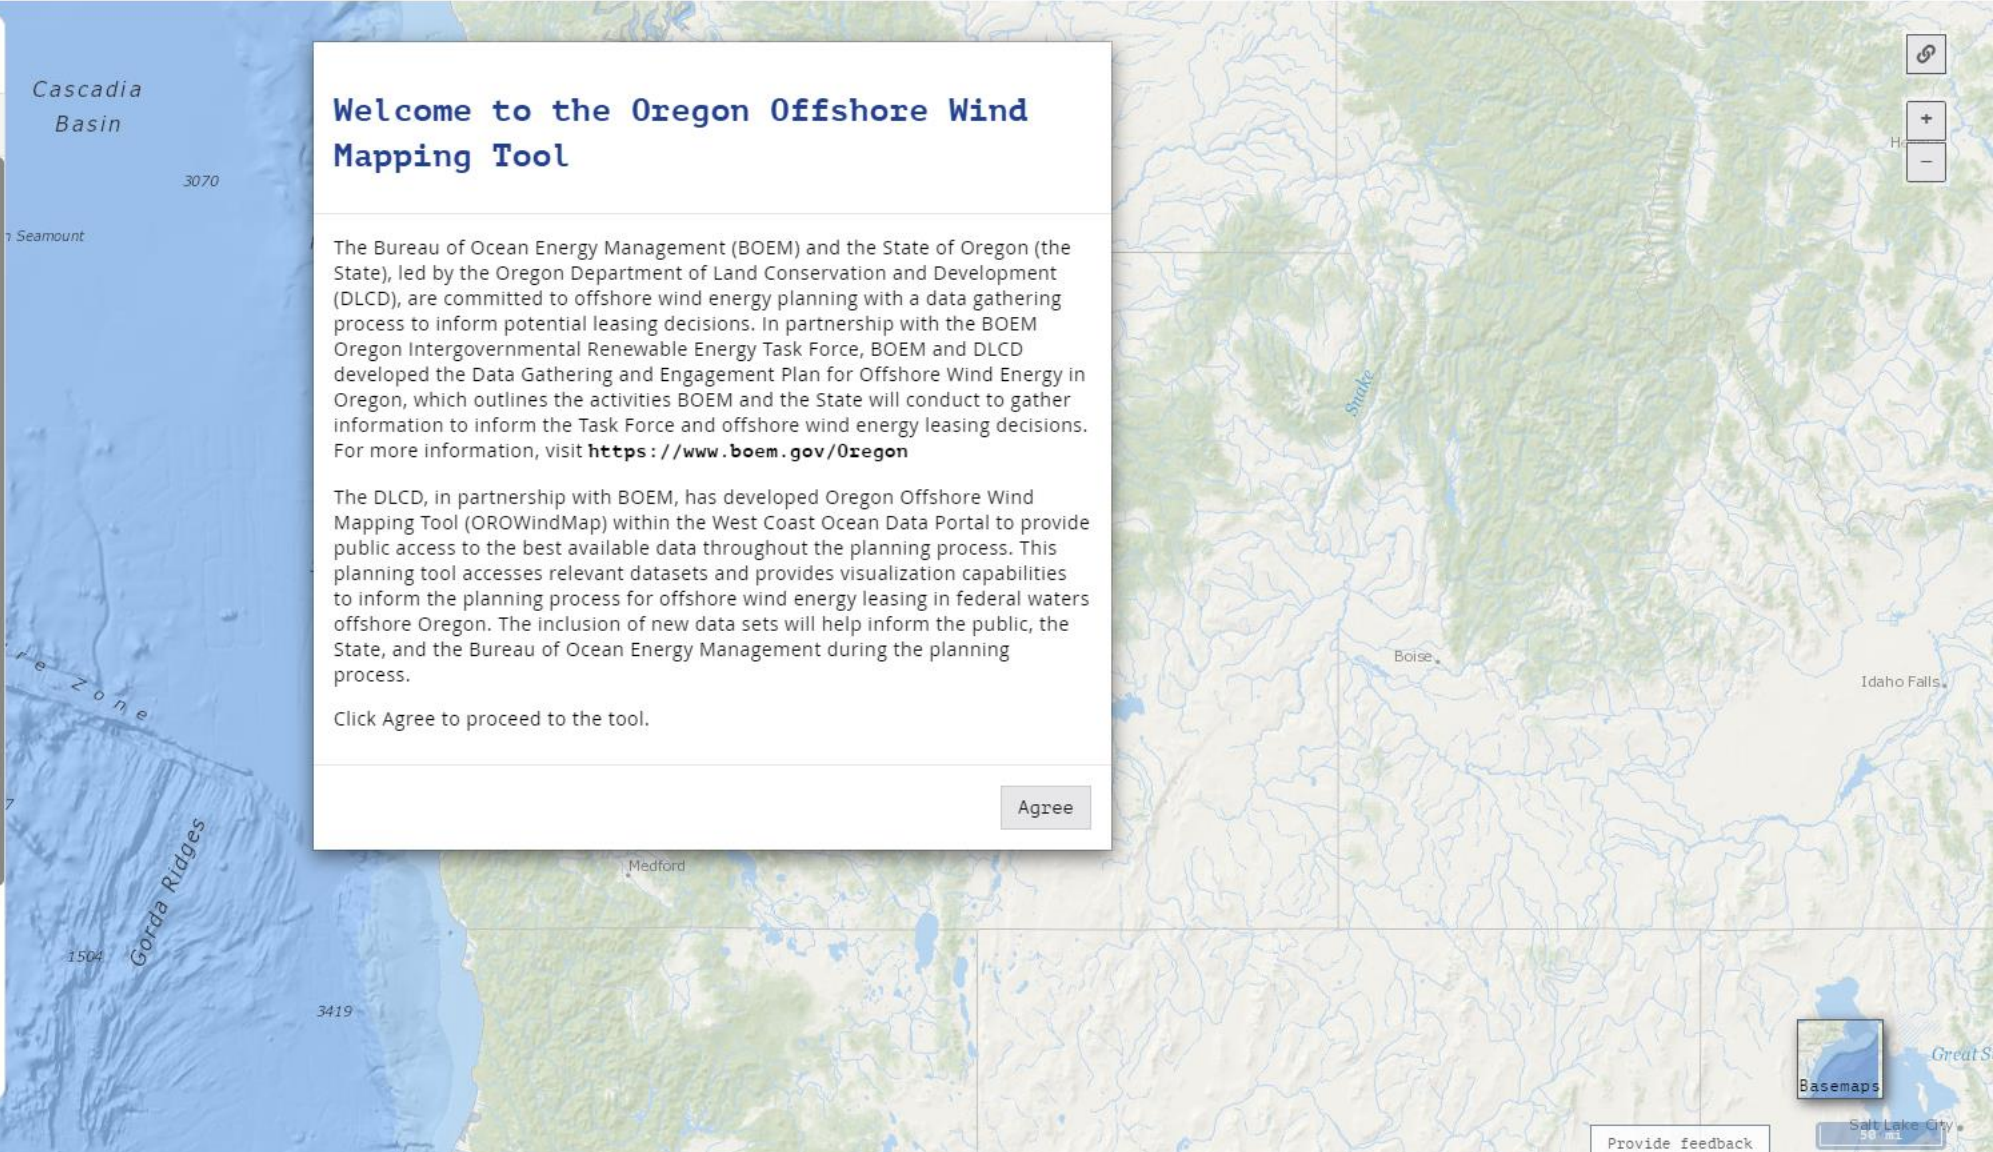 Cascadia
Basin
3070
Seamount
Welcome to the Oregon Offshore Wind
Mapping Tool
The Bureau of Ocean Energy Management (BOEM) and the State of Oregon (the
State), led by the Oregon Department of Land Conservation and Development
(DLCD), are committed to offshore wind energy planning with a data gathering
process to inform potential leasing decisions. In partnership with the BOEM
Oregon Intergovernmental Renewable Energy Task Force, BOEM and DLCD
developed the Data Gathering and Engagement Plan for Offshore Wind Energy in
Oregon, which outlines the activities BOEM and the State will conduct to gather
information to inform the Task Force and offshore wind energy leasing decisions.
For more information, visit https://www.boem.gov/Oregon
The DLCD, in partnership with BOEM, has developed Oregon Offshore Wind
Mapping Tool (OROWindMap) within the West Coast Ocean Data Portal to provide
public access to the best available data throughout the planning process. This
planning tool accesses relevant datasets and provides visualization capabilities
to inform the planning process for offshore wind energy leasing in federal waters
offshore Oregon. The inclusion of new data sets will help inform the public, the
State, and the Bureau of Ocean Energy Management during the planning
process.
Click Agree to proceed to the tool.
Agree
+
−
Snake
Boise
Idaho Falls
Zone
Gorda Ridges
Medford
1504
3419
Great S
Basemaps
Salt Lake City
50 mi
Provide feedback